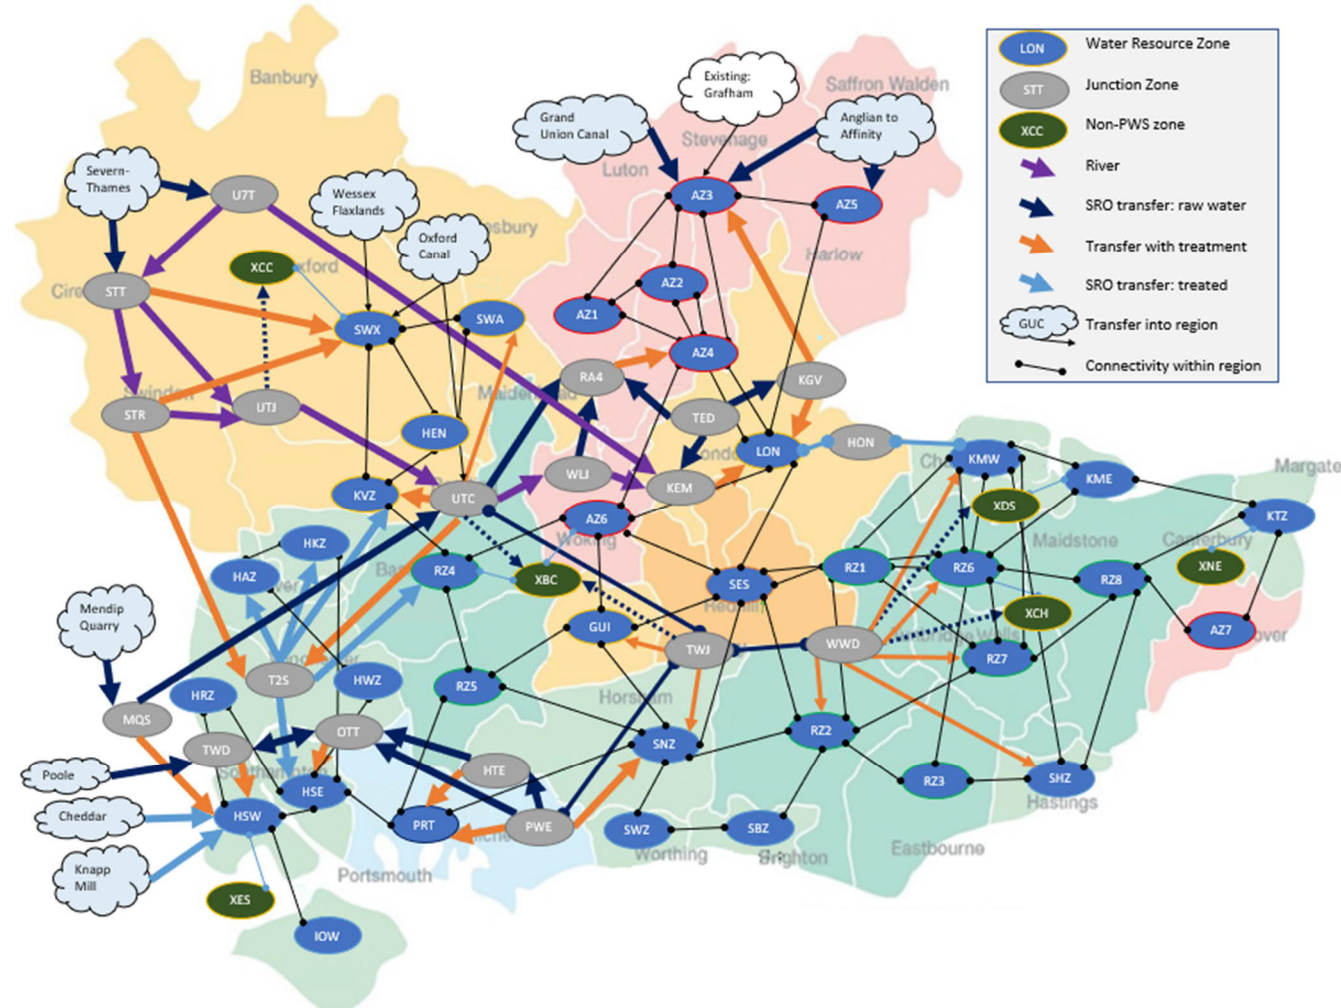 Banbury
Saffron Walden
Existing:
Grafham
Grand
Union Canal
Anglian to
Affinity
Stevenage
Luton
Severn-
Thames
U7T
Wessex
Flaxlands
AZ3
AZ5
Oxford
Canal
Harlow
XCC
STT
AZ2
AZ1
SWX
SWA
AZ4
RA4
KGV
Swindon
STR
UTJ
Maidenhead
TED
HEN
LON
HON
KMW
KME
Margate
WLJ
KEM
KVZ
UTC
XDS
KTZ
AZ6
Woking
Maidstone
Canterbury
HKZ
HAZ
RZ4
XBC
SES
RZ1
RZ6
RZ8
XNE
Redhill
XCH
Mendip
Quarry
GUI
AZ7
TWJ
WWD
RZ7
T2S
HWZ
RZ5
HRZ
Horsham
MQS
OTT
TWD
SNZ
RZ2
Poole
Southampton
HTE
RZ3
SHZ
HSE
Hastings
Cheddar
HSW
PRT
PWE
SWZ
SBZ
Worthing
Brighton
Eastbourne
Knapp
Mill
Portsmouth
XES
IOW
LON
Water Resource Zone
STT
Junction Zone
XCC
Non-PWS zone
River
SRO transfer: raw water
Transfer with treatment
SRO transfer: treated
GUC
Transfer into region
Connectivity within region